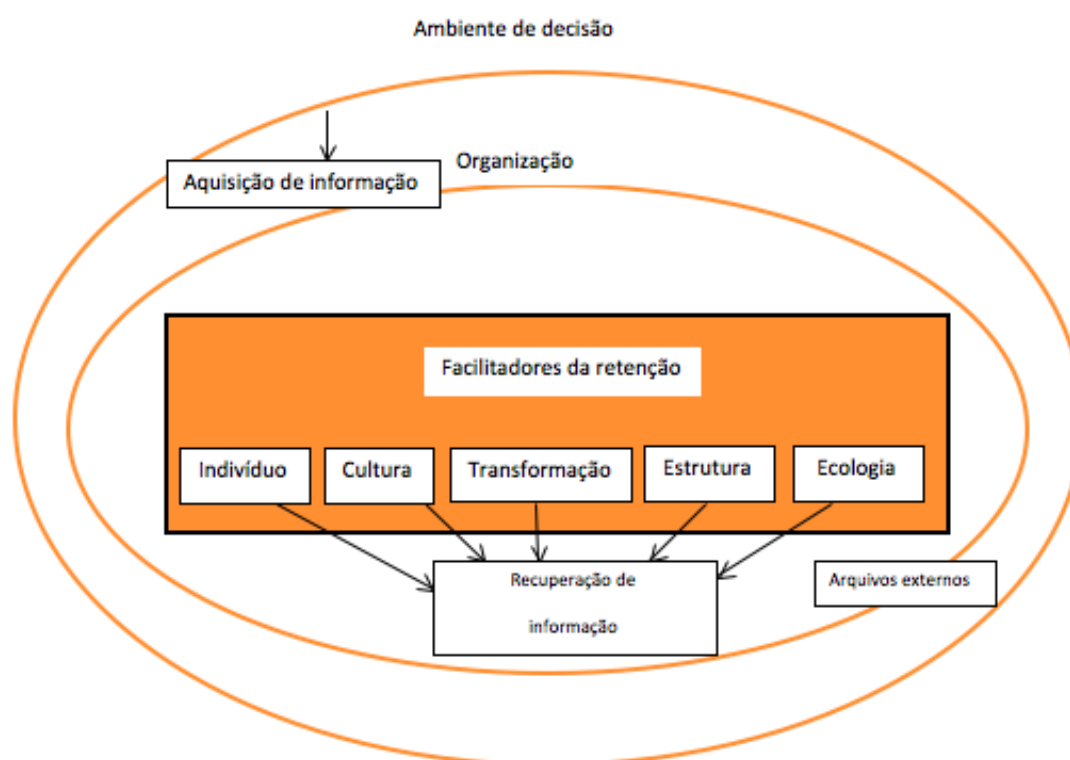 Ambiente de decisão
Organização
Aquisição de informação
Facilitadores da retenção
Indivíduo
Cultura
Transformação
Estrutura
Ecologia
Recuperação de
informação
Arquivos externos